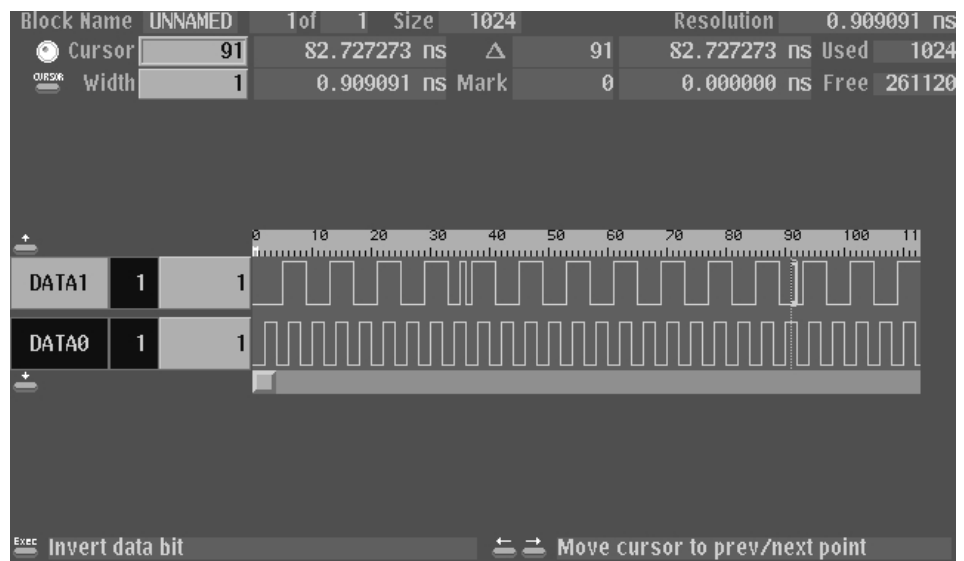 Block Name UNNAMED 1of 1 Size 1024 Resolution 0.909091 ns
Cursor 91 82.727273 ns Δ 91 82.727273 ns Used 1024
CURSOR Width 1 0.909091 ns Mark 0 0.000000 ns Free 261120
0 10 20 30 40 50 60 70 80 90 100 11
DATA1 1 1
DATA0 1 1
Exec Invert data bit ← → Move cursor to prev/next point